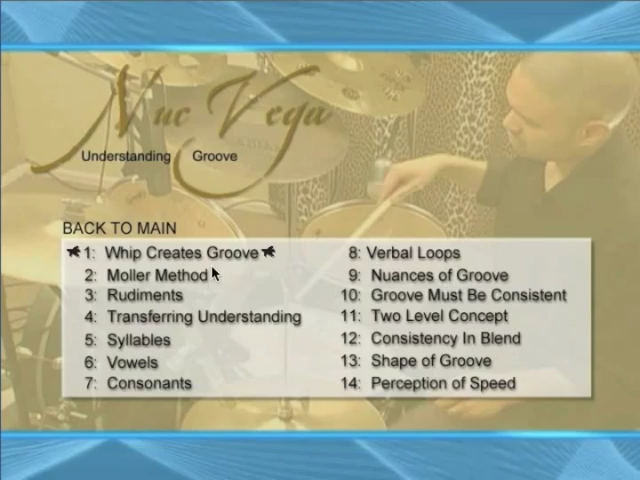 Nuc Vega
Understanding Groove
BACK TO MAIN
1: Whip Creates Groove
2: Moller Method
3: Rudiments
4: Transferring Understanding
5: Syllables
6: Vowels
7: Consonants
8: Verbal Loops
9: Nuances of Groove
10: Groove Must Be Consistent
11: Two Level Concept
12: Consistency In Blend
13: Shape of Groove
14: Perception of Speed